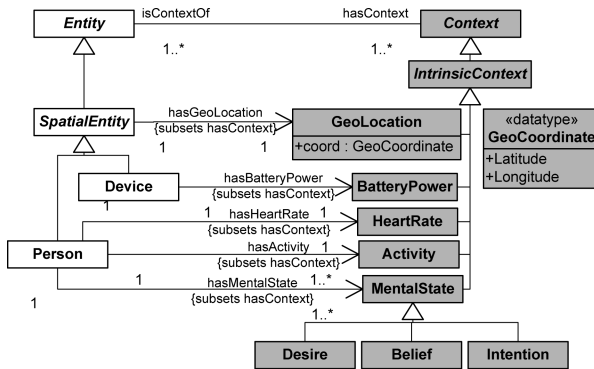 Entity
isContextOf
hasContext
Context
1..*
1..*
IntrinsicContext
SpatialEntity
hasGeoLocation
{subsets hasContext}
1
1
GeoLocation
+coord : GeoCoordinate
«datatype»
GeoCoordinate
+Latitude
+Longitude
Device
1
hasBatteryPower
{subsets hasContext}
BatteryPower
1
hasHeartRate
1
{subsets hasContext}
HeartRate
Person
1
hasActivity
1
{subsets hasContext}
Activity
1
hasMentalState
1..*
{subsets hasContext}
MentalState
1
1..*
Desire
Belief
Intention